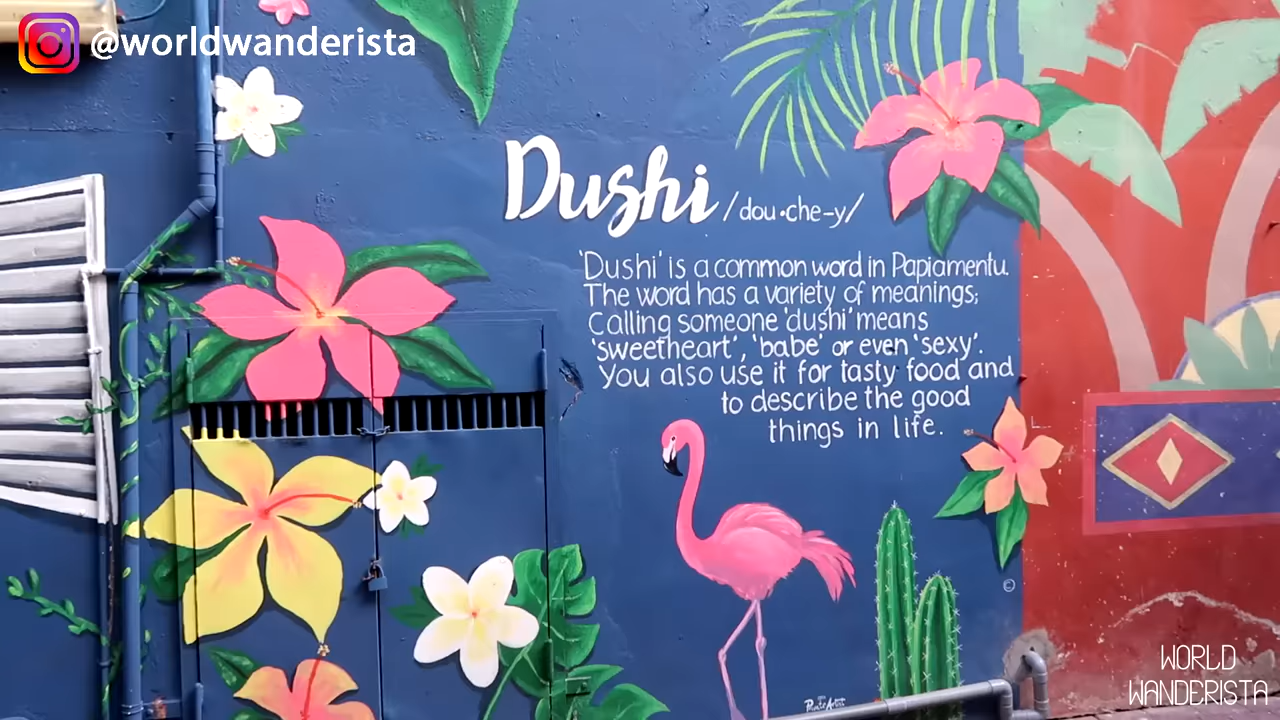 @worldwanderista
Dushi /dou•che-y/
'Dushi' is a common word in Papiamentu.
The word has a variety of meanings;
Calling someone 'dushi' means
'sweetheart', 'babe' or even 'sexy'.
You also use it for tasty food and
to describe the good
things in life.
©
WORLD
WANDERISTA